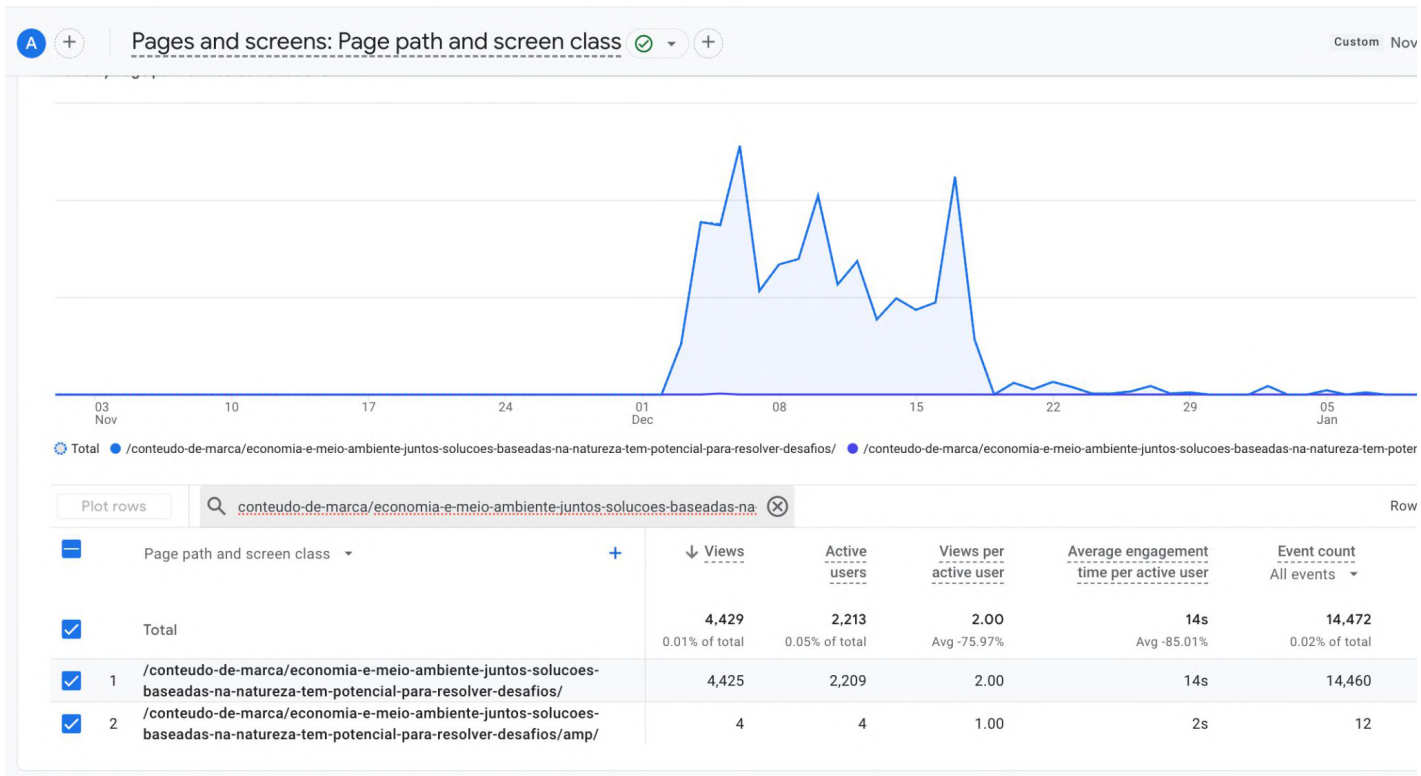 A + Pages and screens: Page path and screen class + Custom Nov
03 10 17 24 01 08 15 22 29 05
Nov Dec Jan
Total /conteudo-de-marca/economia-e-meio-ambiente-juntos-solucoes-baseadas-na-natureza-tem-potencial-para-resolver-desafios/ /conteudo-de-marca/economia-e-meio-ambiente-juntos-solucoes-baseadas-na-natureza-tem-poten
Plot rows conteudo-de-marca/economia-e-meio-ambiente-juntos-solucoes-baseadas-na- Row
Page path and screen class + Views Active users Views per active user Average engagement time per active user Event count
All events
Total 4,429 2,213 2.00 14s 14,472
0.01% of total 0.05% of total Avg -75.97% Avg -85.01% 0.02% of total
1 /conteudo-de-marca/economia-e-meio-ambiente-juntos-solucoes-
baseadas-na-natureza-tem-potencial-para-resolver-desafios/ 4,425 2,209 2.00 14s 14,460
2 /conteudo-de-marca/economia-e-meio-ambiente-juntos-solucoes-
baseadas-na-natureza-tem-potencial-para-resolver-desafios/amp/ 4 4 1.00 2s 12